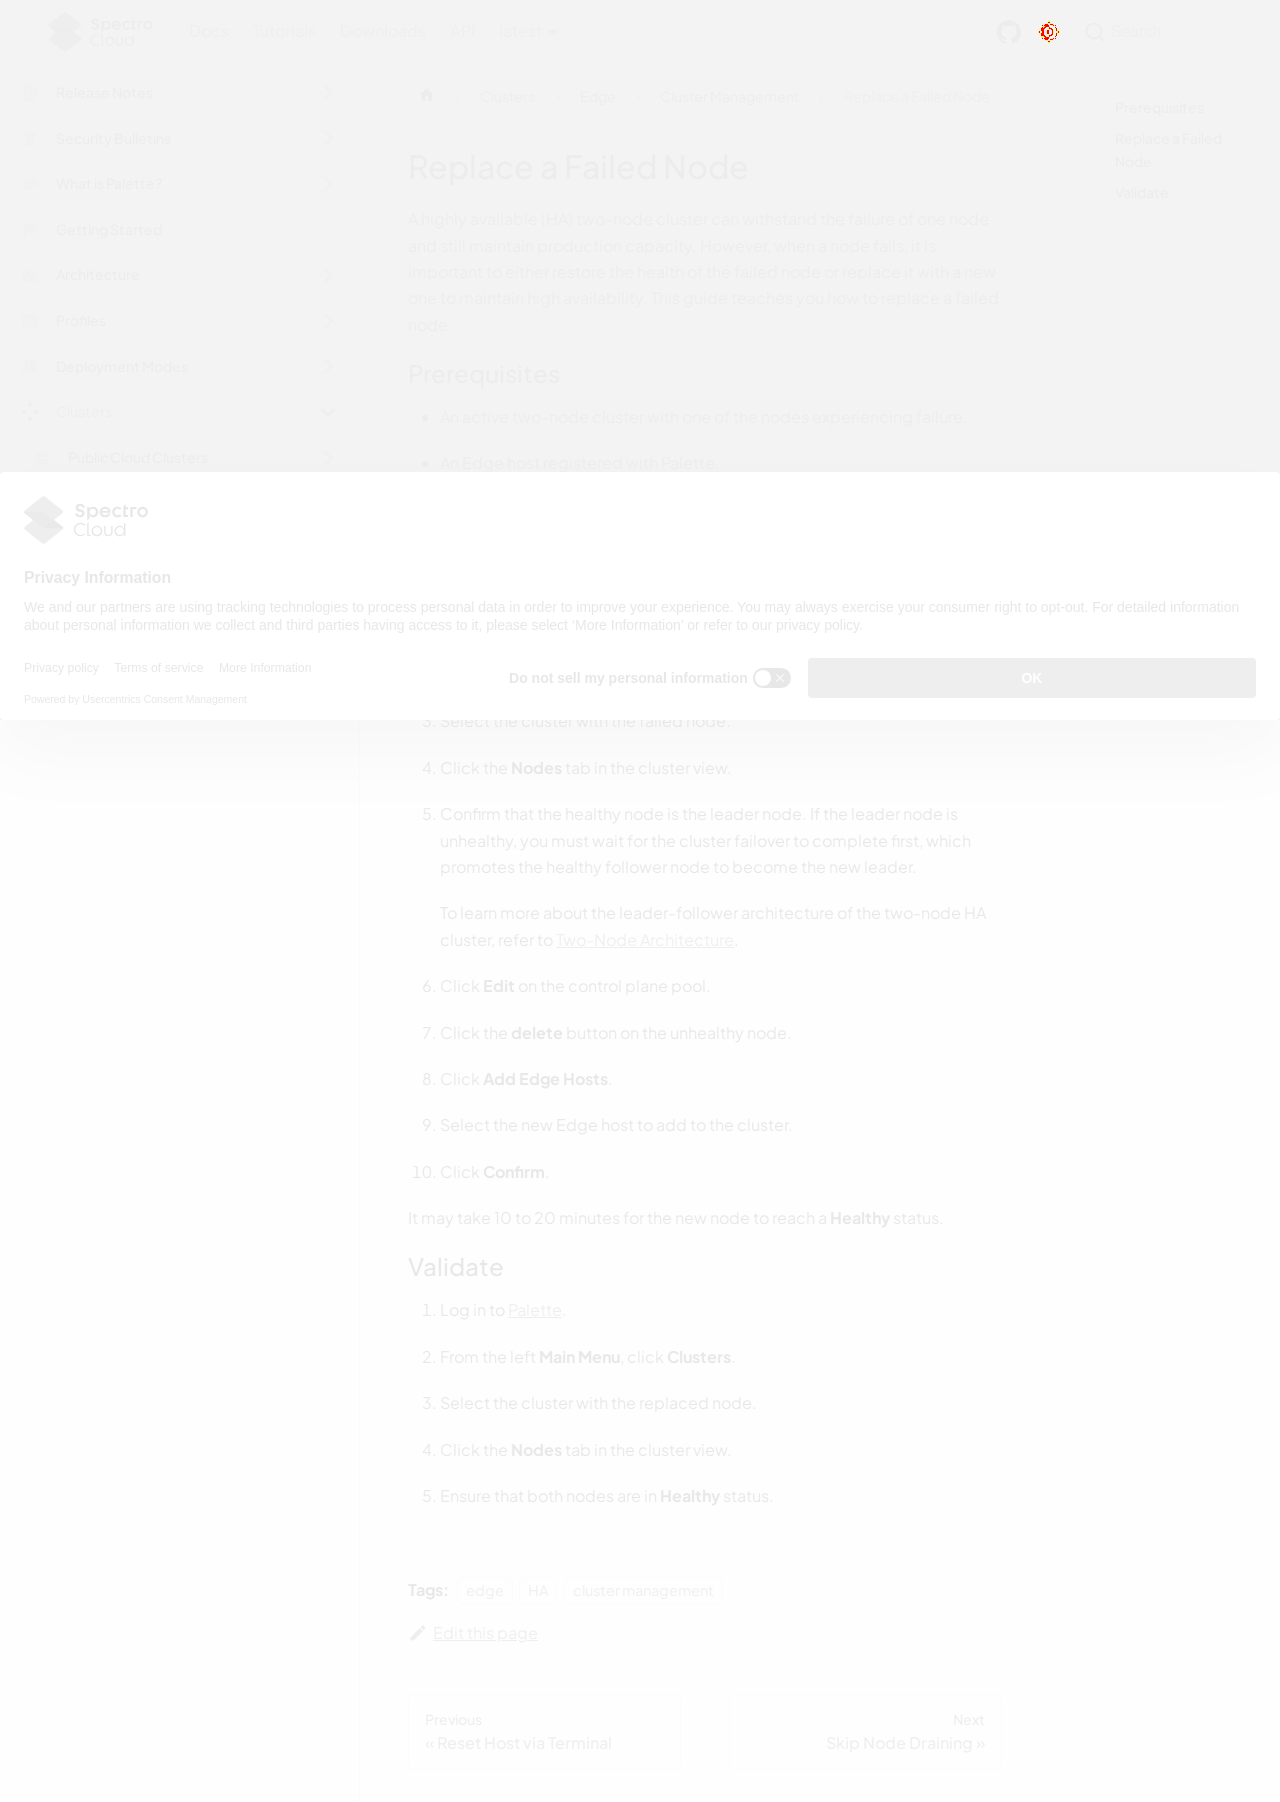 Spectro
Cloud
Docs
Tutorials
Downloads
API
latest
Search
Release Notes
Security Bulletins
What is Palette?
Getting Started
Architecture
Profiles
Deployment Modes
Clusters
Public Cloud Clusters
Clusters
Edge
Cluster Management
Replace a Failed Node
Replace a Failed Node
A highly available (HA) two-node cluster can withstand the failure of one node
and still maintain production capacity. However, when a node fails, it is
important to either restore the health of the failed node or replace it with a new
one to maintain high availability. This guide teaches you how to replace a failed
node.
Prerequisites
An active two-node cluster with one of the nodes experiencing failure.
An Edge host registered with Palette.
Prerequisites
Replace a Failed
Node
Validate
Spectro
Cloud
Privacy Information
We and our partners are using tracking technologies to process personal data in order to improve your experience. You may always exercise your consumer right to opt-out. For detailed information
about personal information we collect and third parties having access to it, please select ‘More Information’ or refer to our privacy policy.
Privacy policy
Terms of service
More Information
Powered by Usercentrics Consent Management
Do not sell my personal information
OK
3. Select the cluster with the failed node.
4. Click the Nodes tab in the cluster view.
5. Confirm that the healthy node is the leader node. If the leader node is
unhealthy, you must wait for the cluster failover to complete first, which
promotes the healthy follower node to become the new leader.
To learn more about the leader-follower architecture of the two-node HA
cluster, refer to Two-Node Architecture.
6. Click Edit on the control plane pool.
7. Click the delete button on the unhealthy node.
8. Click Add Edge Hosts.
9. Select the new Edge host to add to the cluster.
10. Click Confirm.
It may take 10 to 20 minutes for the new node to reach a Healthy status.
Validate
1. Log in to Palette.
2. From the left Main Menu, click Clusters.
3. Select the cluster with the replaced node.
4. Click the Nodes tab in the cluster view.
5. Ensure that both nodes are in Healthy status.
Tags:
edge
HA
cluster management
Edit this page
Previous
« Reset Host via Terminal
Next
Skip Node Draining »